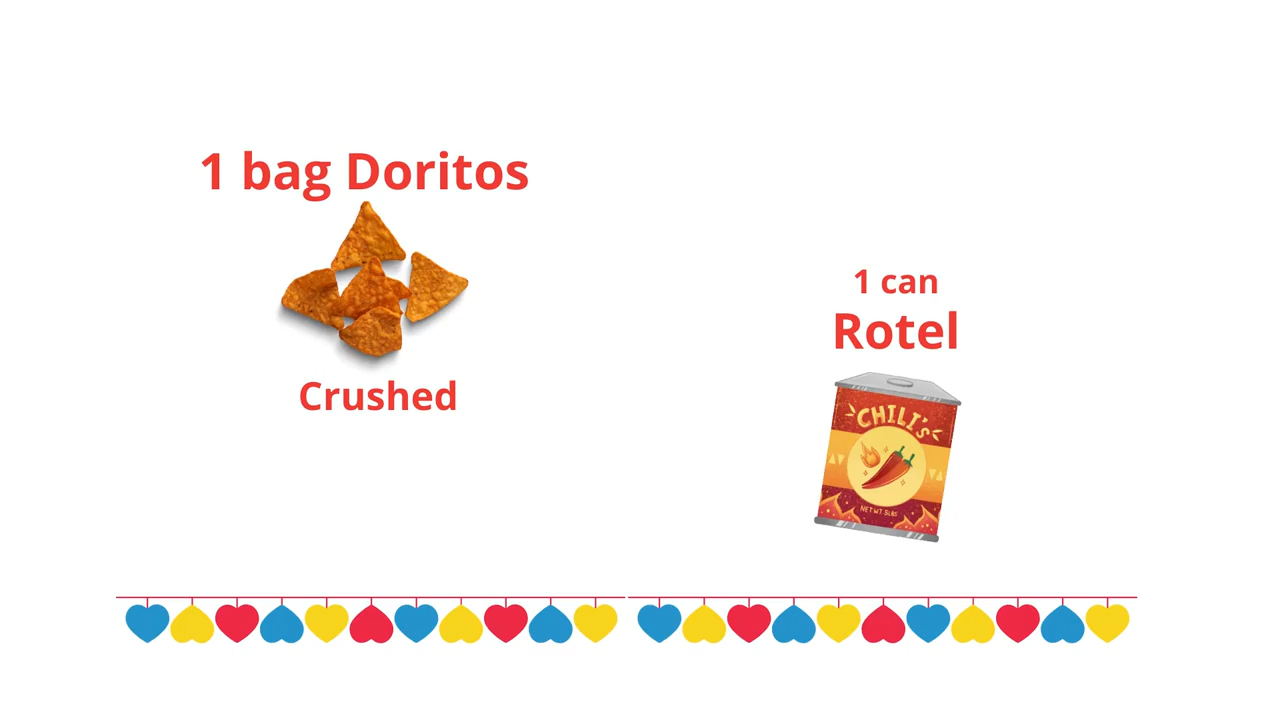 1 bag Doritos
Crushed
1 can
Rotel
CHILI's
NET WT 5LBS